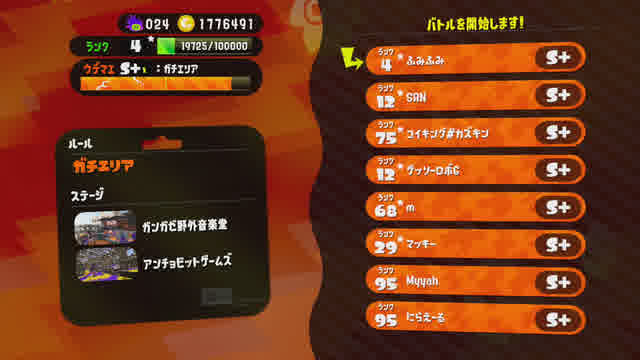 024 1776491
ランク 4★ 19725/100000
ウデマエ S+1 :ガチエリア
ルール
ガチエリア
ステージ
ガンガゼ野外音楽堂
アンチョビットゲームズ
バトルを開始します!
ランク 4★ ふみふみ S+
ランク 12★ SAN S+
ランク 75★ コイキング#カズキン S+
ランク 12★ グッソーロボG S+
ランク 68★ m S+
ランク 29★ マッキー S+
ランク 95 Myyah. S+
ランク 95 にらえーる S+